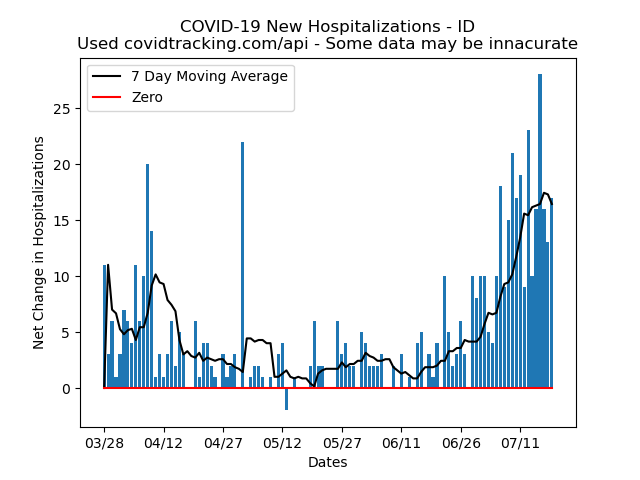 COVID-19 New Hospitalizations - ID
Used covidtracking.com/api - Some data may be innacurate
7 Day Moving Average
Zero
Net Change in Hospitalizations
25
20
15
10
5
0
03/28 04/12 04/27 05/12 05/27 06/11 06/26 07/11
Dates